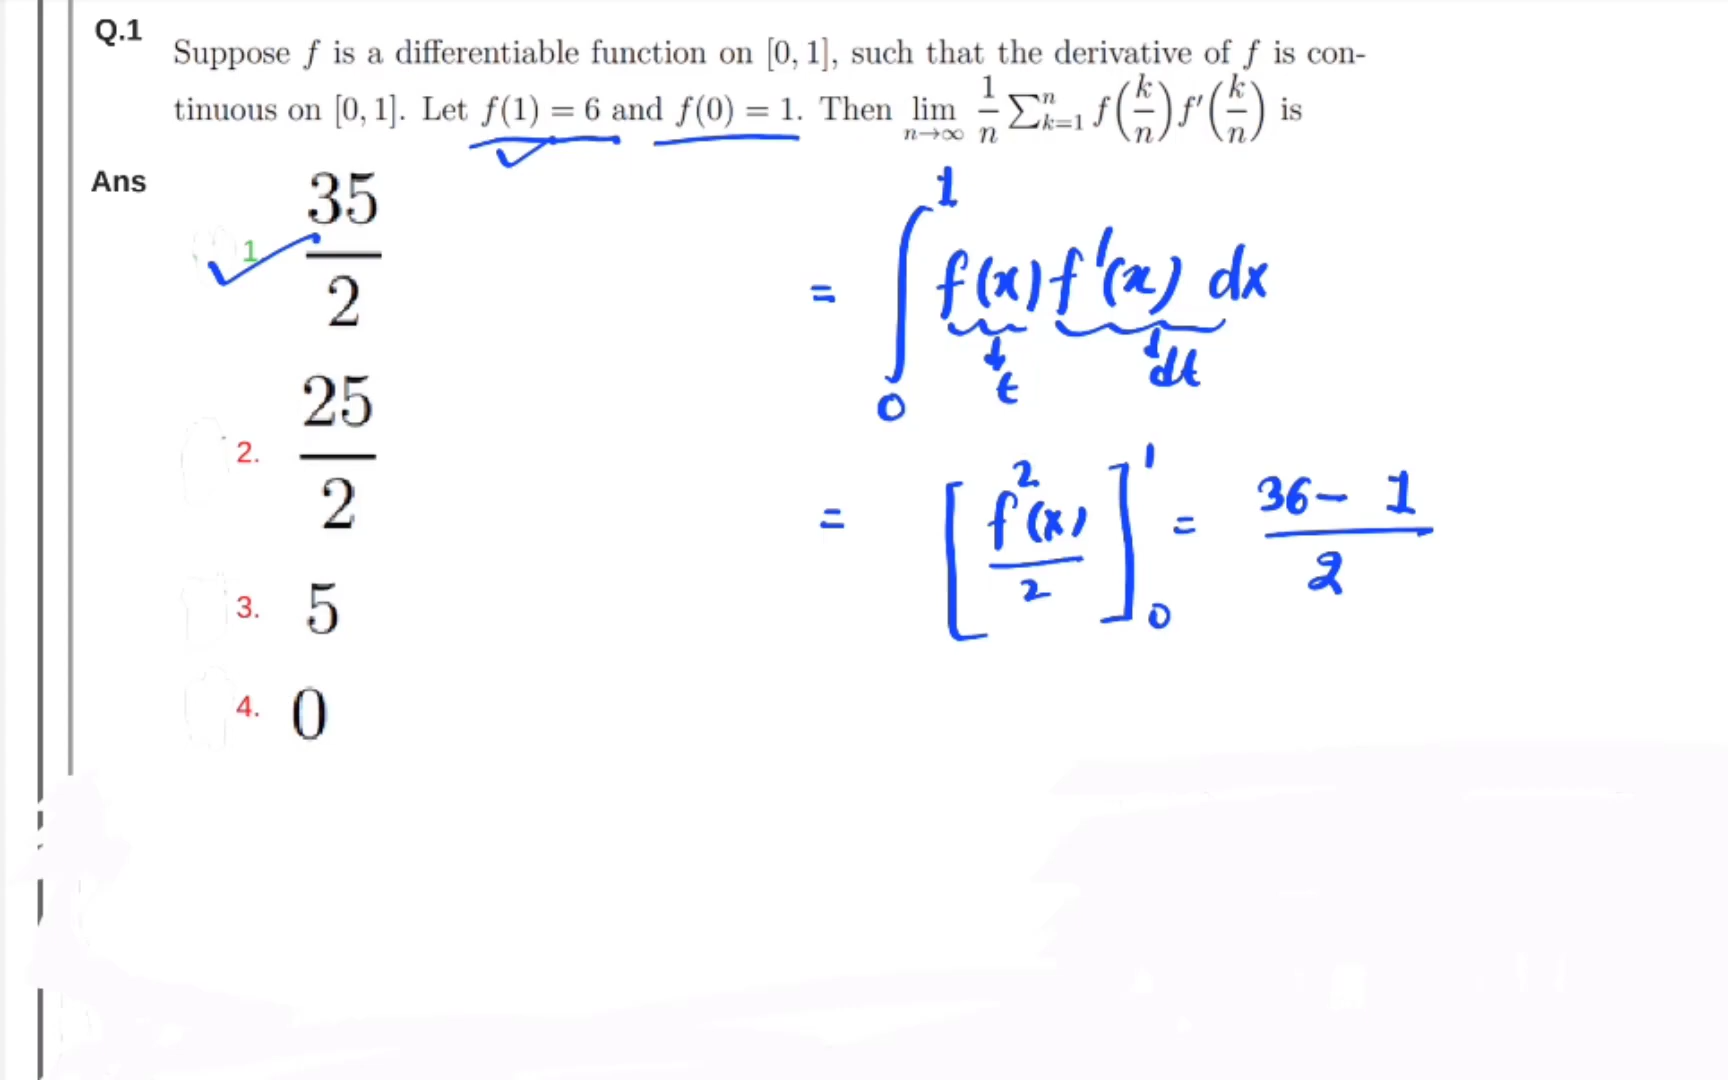 Q.1
Suppose f is a differentiable function on [0, 1], such that the derivative of f is con-
tinuous on [0, 1]. Let f(1) = 6 and f(0) = 1. Then lim_{n→∞} 1/n ∑_{k=1}^{n} f(k/n) f′(k/n) is
Ans
1. 35/2
2. 25/2
3. 5
4. 0
= ∫_0^1 f(x) f'(x) dx
t dt
= [f²(x)/2]_0^1 = (36 - 1)/2